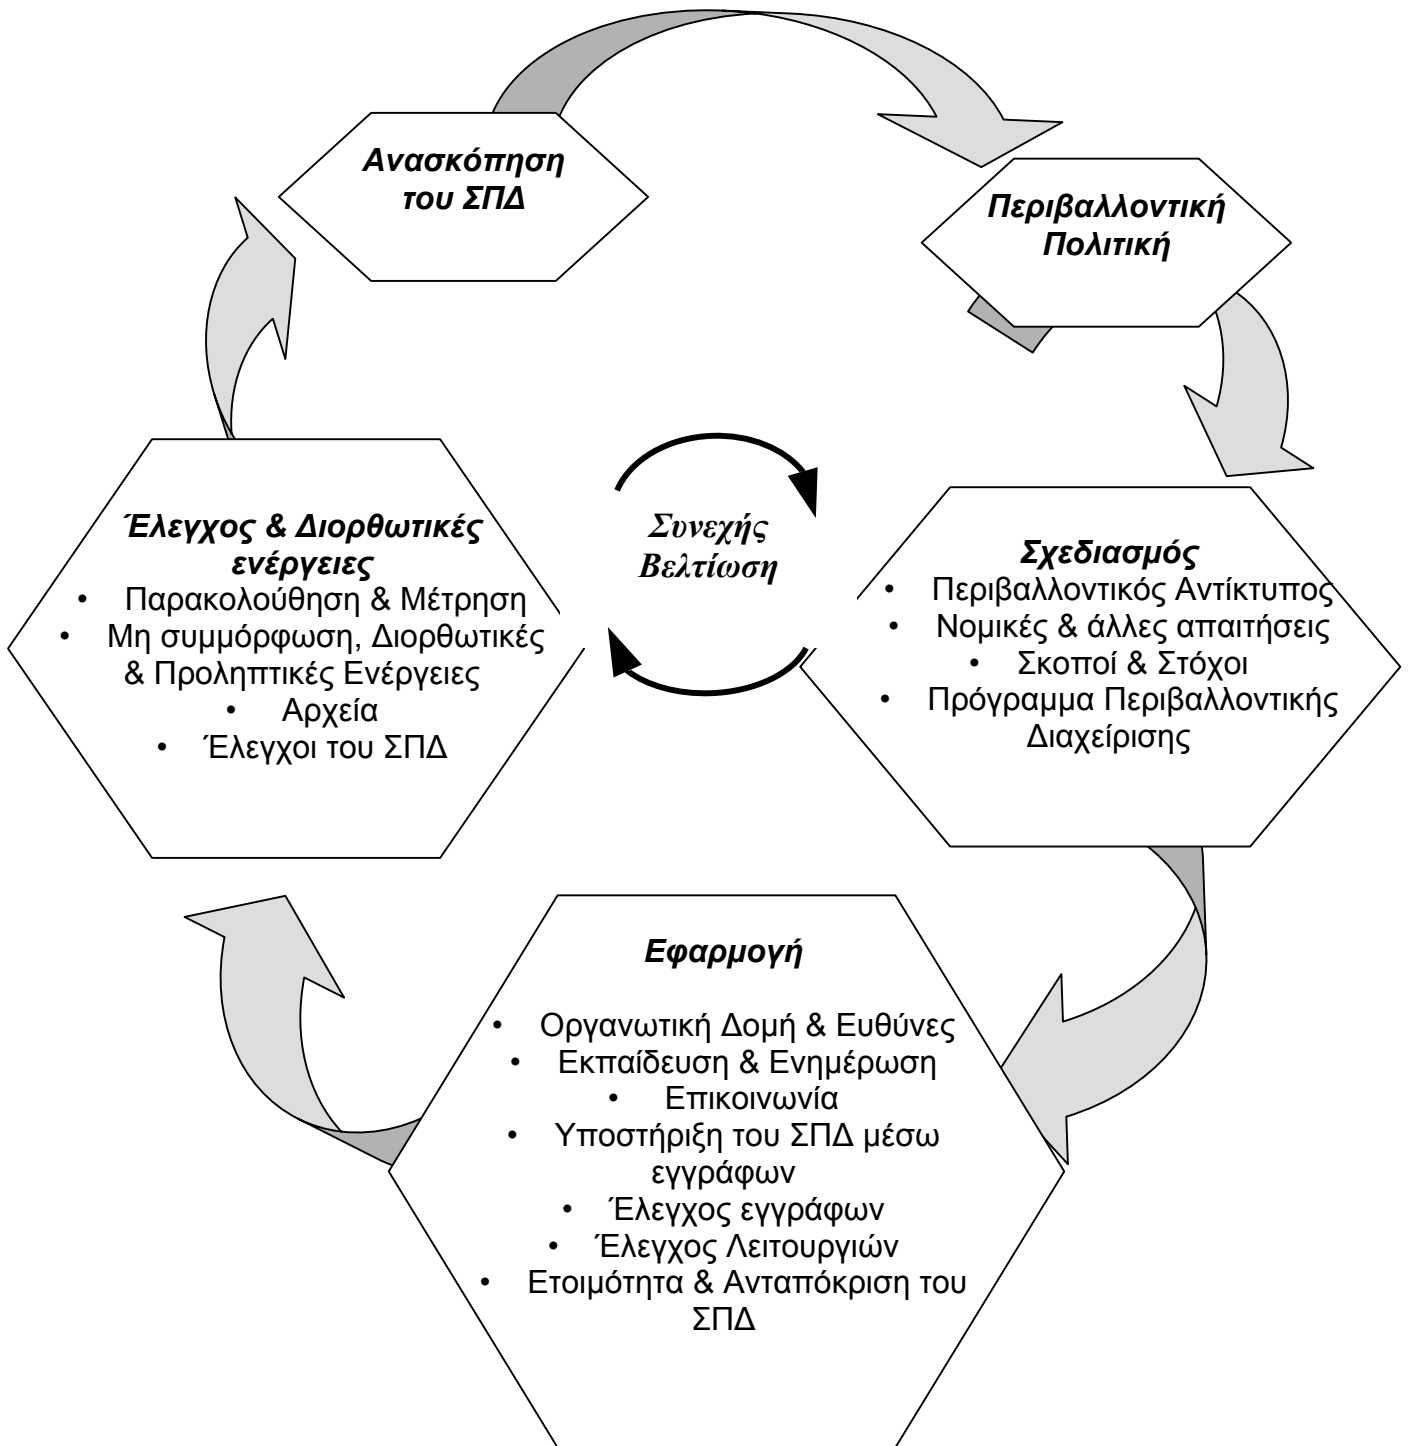 Ανασκόπηση
του ΣΠΔ
Περιβαλλοντική
Πολιτική
Συνεχής
Βελτίωση
Σχεδιασμός
• Περιβαλλοντικός Αντίκτυπος
• Νομικές & άλλες απαιτήσεις
• Σκοποί & Στόχοι
• Πρόγραμμα Περιβαλλοντικής
Διαχείρισης
Εφαρμογή
• Οργανωτική Δομή & Ευθύνες
• Εκπαίδευση & Ενημέρωση
• Επικοινωνία
• Υποστήριξη του ΣΠΔ μέσω
εγγράφων
• Έλεγχος εγγράφων
• Έλεγχος Λειτουργιών
• Ετοιμότητα & Ανταπόκριση του
ΣΠΔ
Έλεγχος & Διορθωτικές
ενέργειες
• Παρακολούθηση & Μέτρηση
• Μη συμμόρφωση, Διορθωτικές
& Προληπτικές Ενέργειες
• Αρχεία
• Έλεγχοι του ΣΠΔ